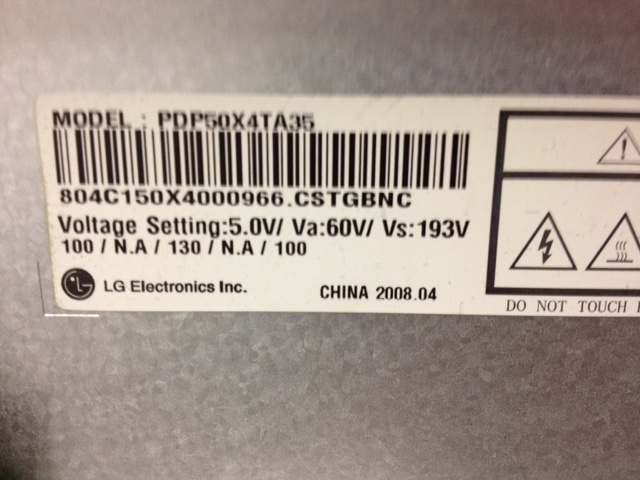 MODEL : PDP50X4TA35
804C150X4000966.CSTGBNC
Voltage Setting:5.0V/ Va:60V/ Vs:193V
100 / N.A / 130 / N.A / 100
LG LG Electronics Inc.
CHINA 2008.04
DO NOT TOUCH